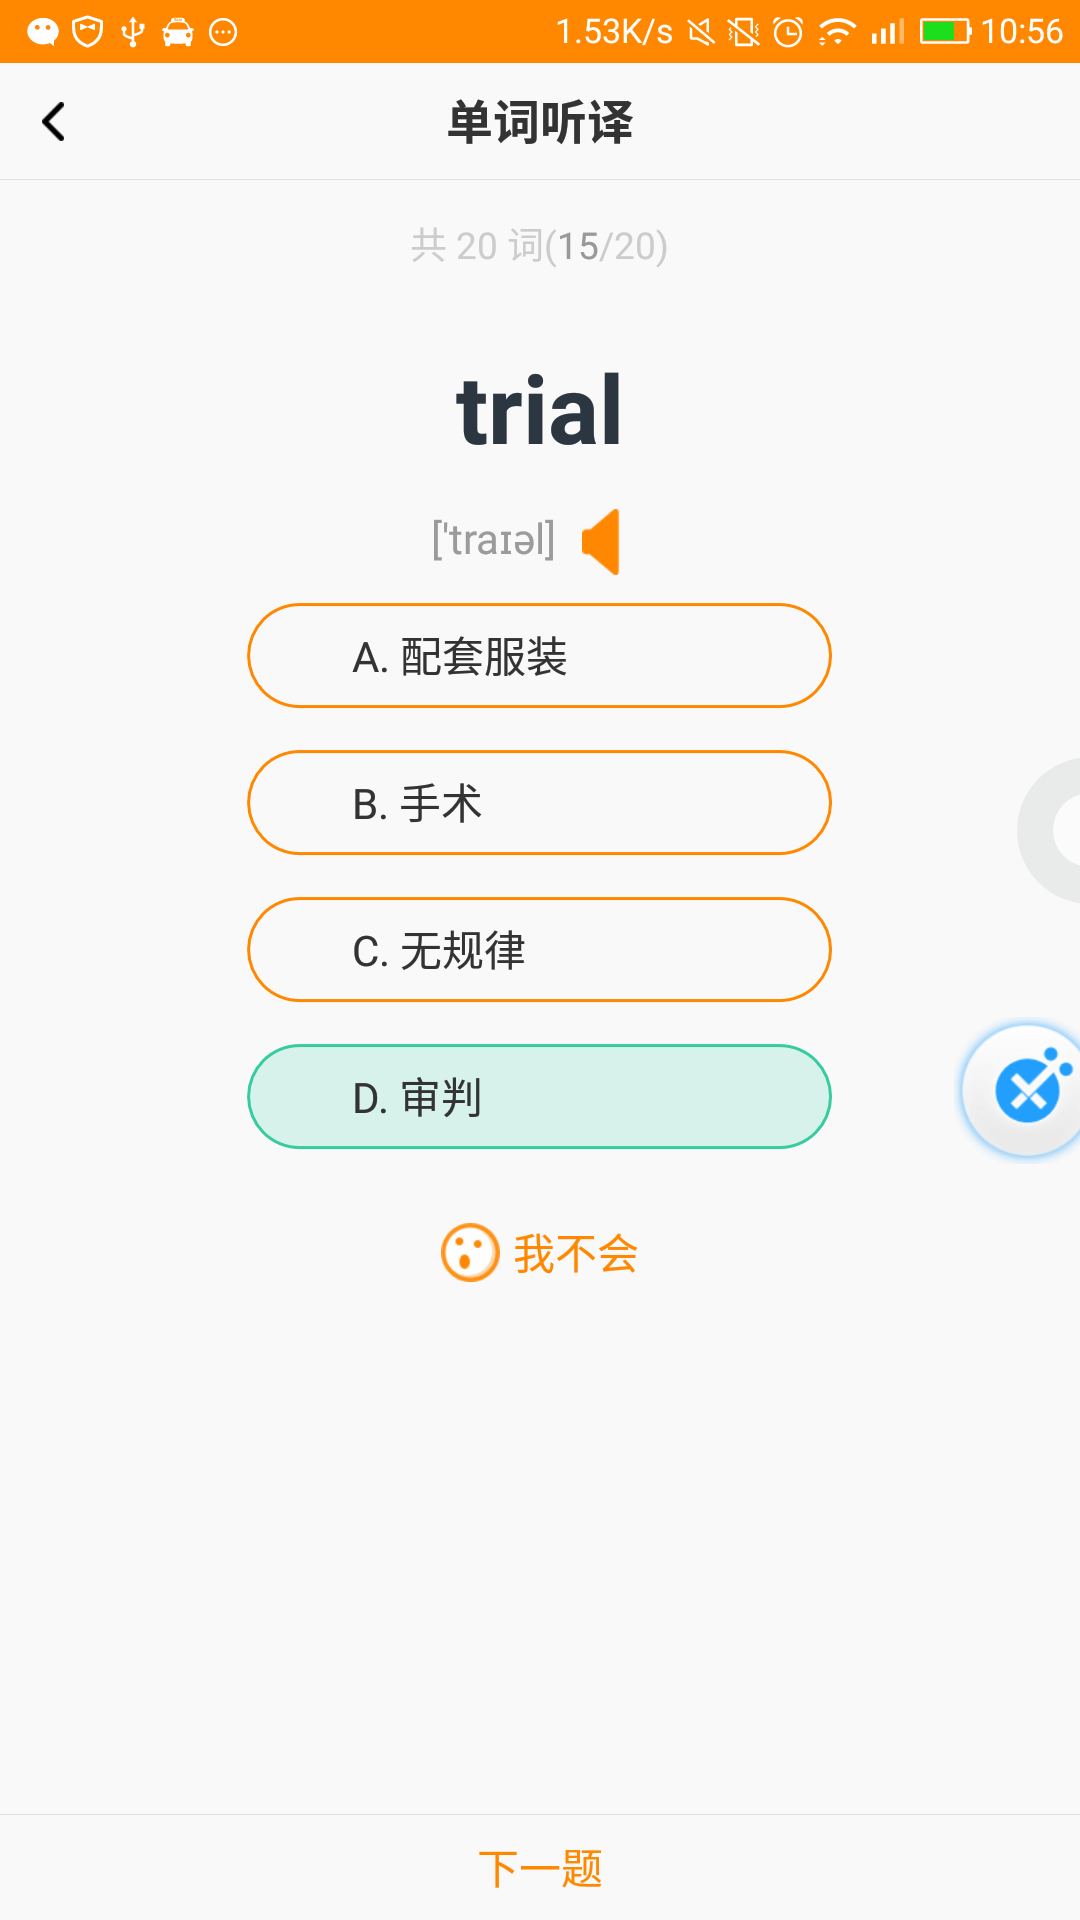 1.53K/s 10:56
单词听译
共 20 词(15/20)
trial
['traɪəl]
A. 配套服装
B. 手术
C. 无规律
D. 审判
我不会
下一题